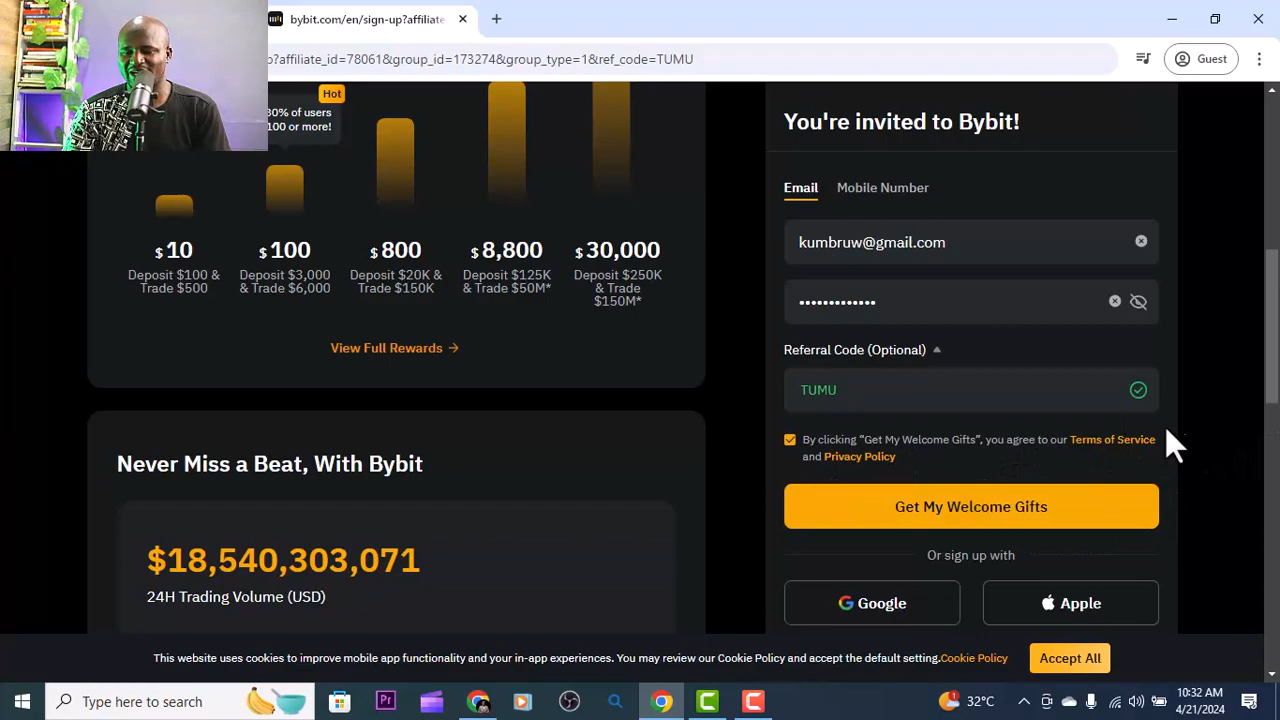 bybit.com/en/sign-up?affiliate
p?affiliate_id=78061&group_id=173274&group_type=1&ref_code=TUMU
Guest
Hot
30% of users
100 or more!
$10
$100
$800
$8,800
$30,000
Deposit $100 &
Trade $500
Deposit $3,000
& Trade $6,000
Deposit $20K &
Trade $150K
Deposit $125K
& Trade $50M*
Deposit $250K
& Trade
$150M*
View Full Rewards →
Never Miss a Beat, With Bybit
$18,540,303,071
24H Trading Volume (USD)
You're invited to Bybit!
Email
Mobile Number
kumbruw@gmail.com
•••••••••••••
Referral Code (Optional)
TUMU
By clicking “Get My Welcome Gifts”, you agree to our Terms of Service
and Privacy Policy
Get My Welcome Gifts
Or sign up with
Google
Apple
This website uses cookies to improve mobile app functionality and your in-app experiences. You may review our Cookie Policy and accept the default setting.Cookie Policy
Accept All
Type here to search
Pr
1
32°C
10:32 AM
4/21/2024